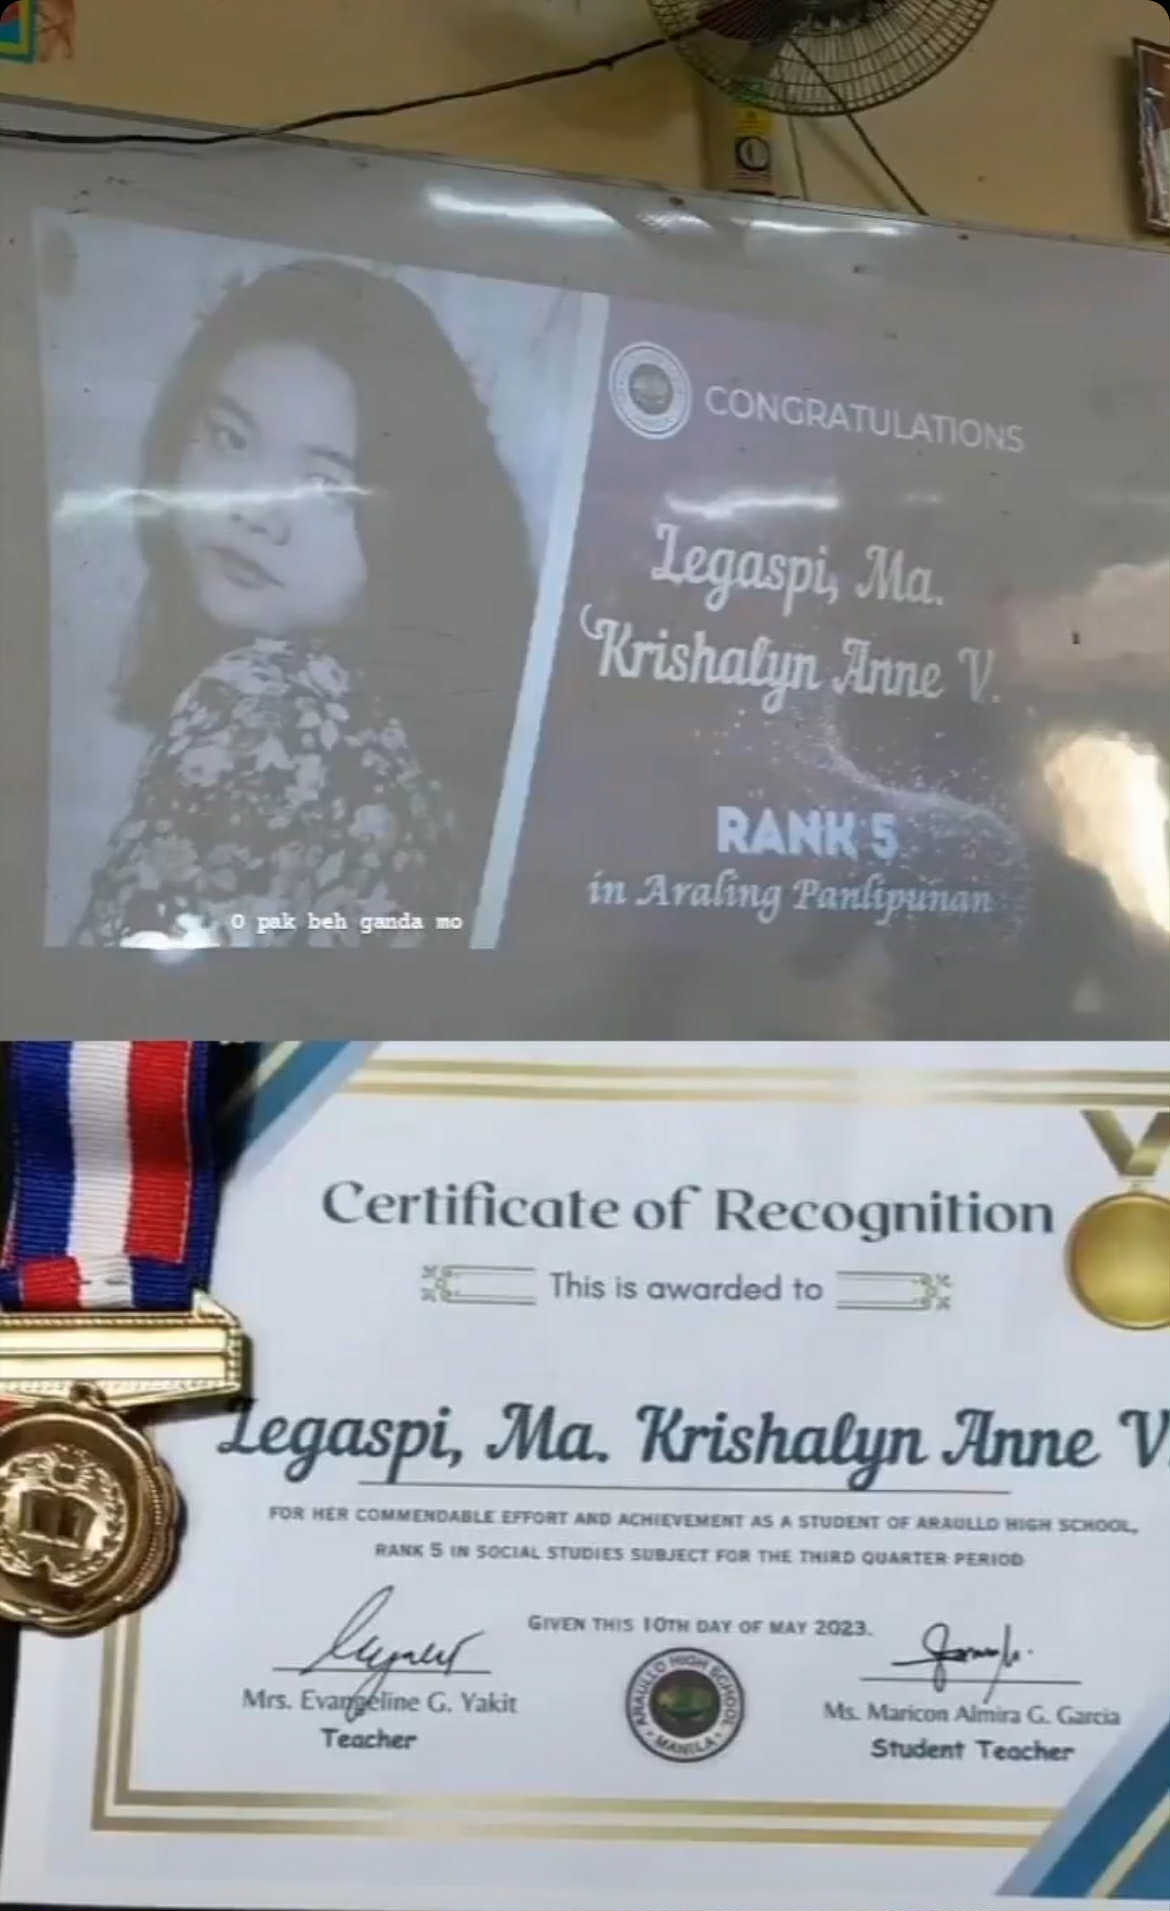 CONGRATULATIONS
Legaspi, Ma.
Krishalyn Anne V.
RANK 5
in Araling Panlipunan
O pak beh ganda mo
Certificate of Recognition
This is awarded to
Legaspi, Ma. Krishalyn Anne V.
FOR HER COMMENDABLE EFFORT AND ACHIEVEMENT AS A STUDENT OF ARAULLO HIGH SCHOOL,
RANK 5 IN SOCIAL STUDIES SUBJECT FOR THE THIRD QUARTER PERIOD
GIVEN THIS 10TH DAY OF MAY 2023.
Mrs. Evangeline G. Yakit
Teacher
ARAULLO HIGH SCHOOL
MANILA
Ms. Maricon Almira G. Garcia
Student Teacher